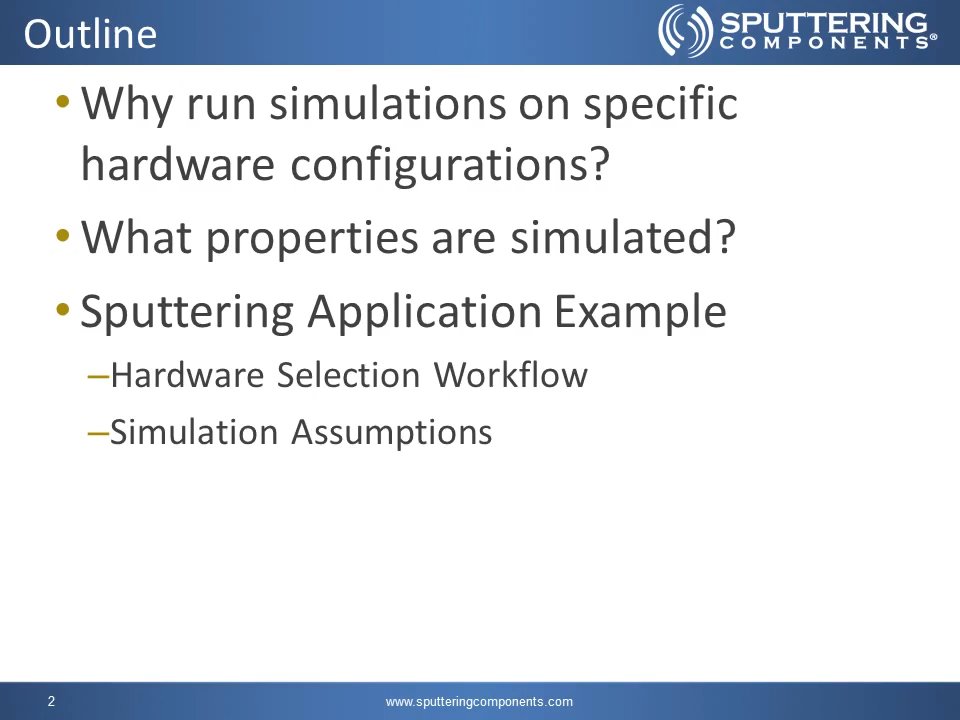 Outline
SPUTTERING
COMPONENTS®
• Why run simulations on specific
hardware configurations?
• What properties are simulated?
• Sputtering Application Example
–Hardware Selection Workflow
–Simulation Assumptions
2
www.sputteringcomponents.com